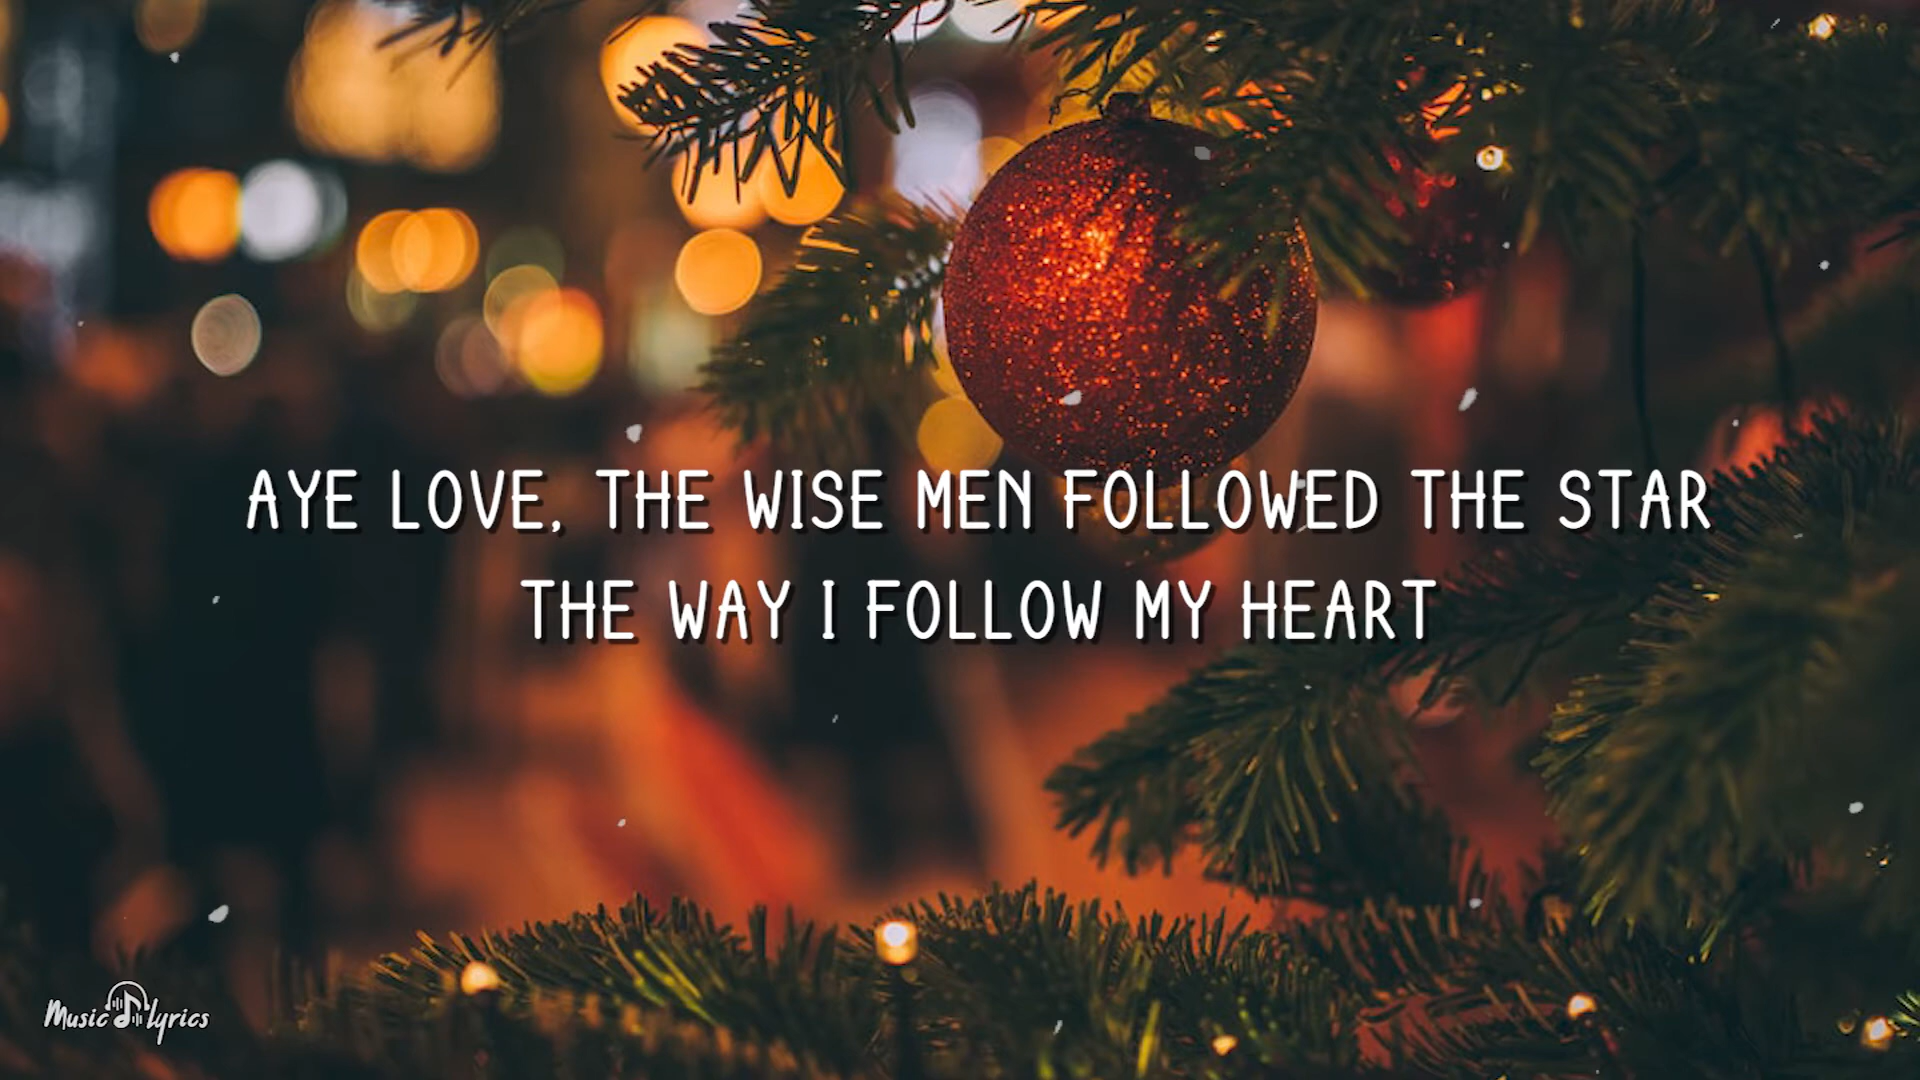 AYE LOVE, THE WISE MEN FOLLOWED THE STAR
THE WAY I FOLLOW MY HEART
Music lyrics